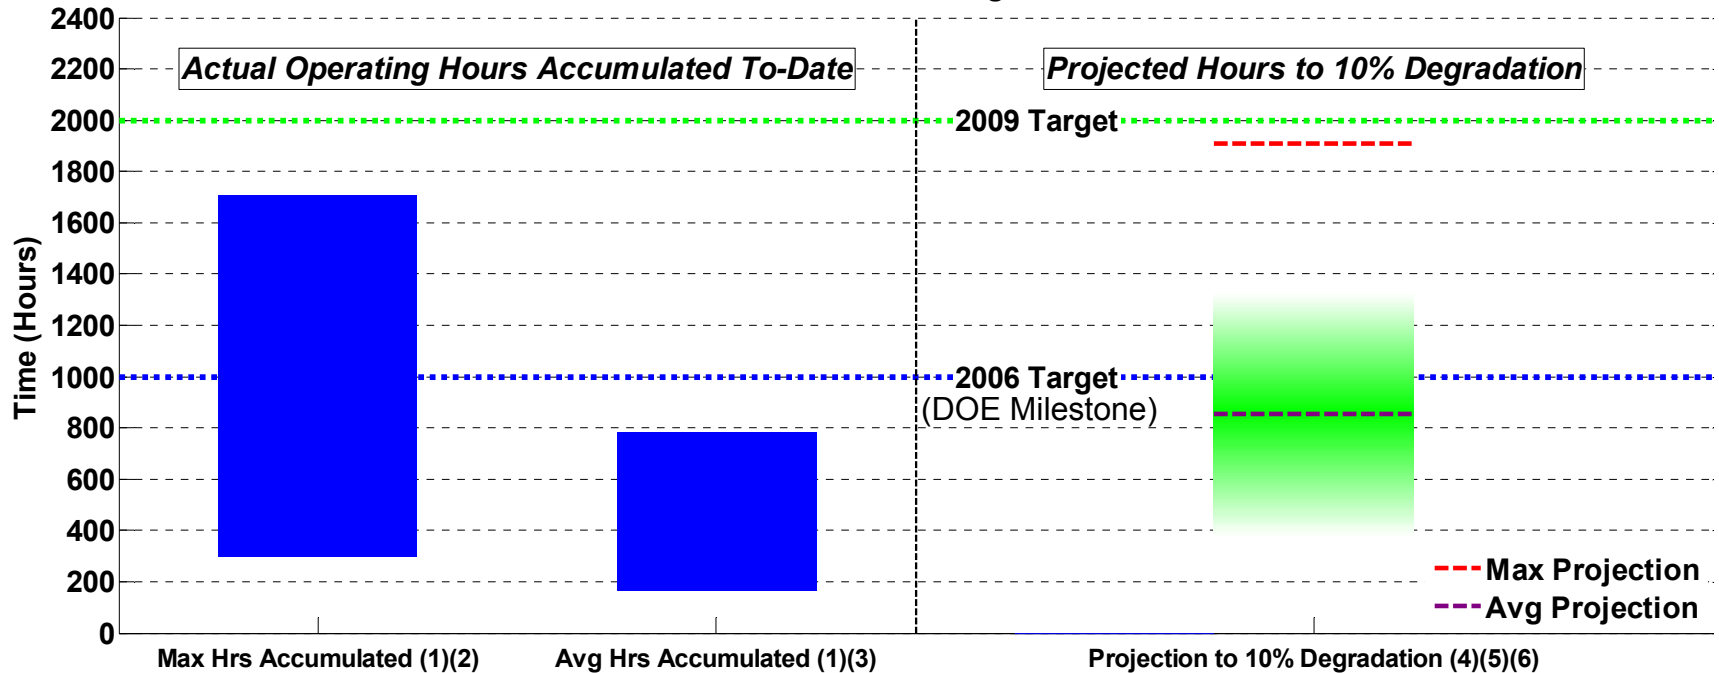 2400
2200
2000
1800
1600
1400
1200
1000
800
600
400
200
0
Time (Hours)
Actual Operating Hours Accumulated To-Date
Projected Hours to 10% Degradation
2009 Target
2006 Target
(DOE Milestone)
Max Projection
Avg Projection
Max Hrs Accumulated (1)(2)
Avg Hrs Accumulated (1)(3)
Projection to 10% Degradation (4)(5)(6)